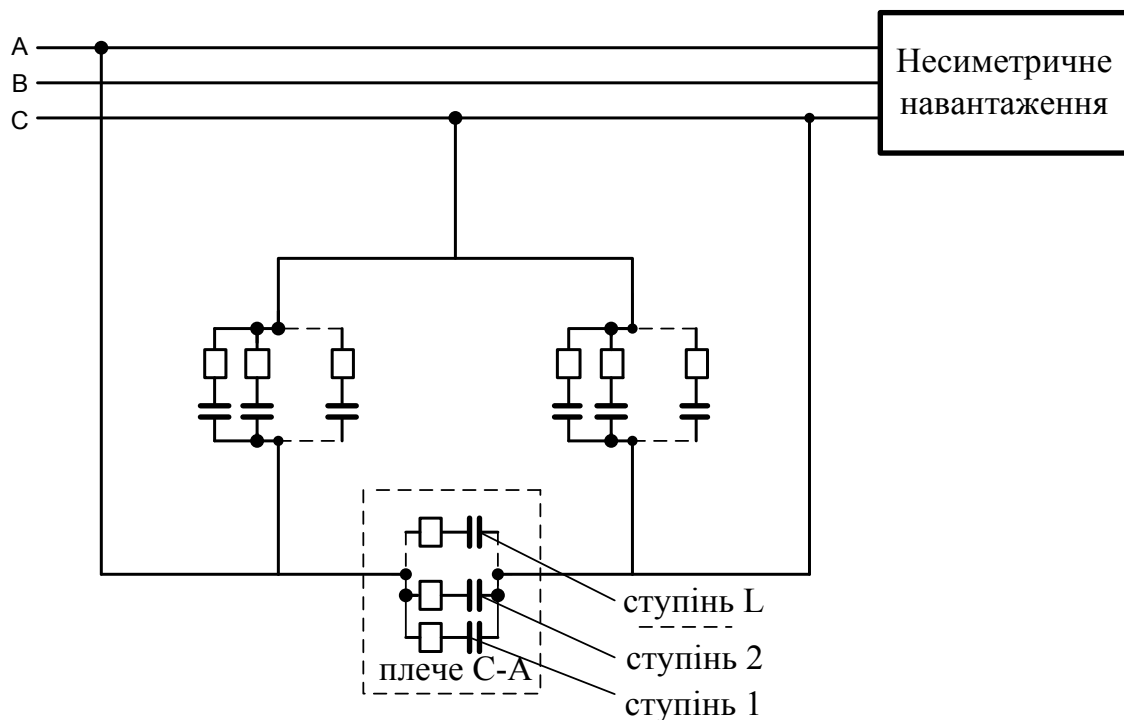 A
B
C
Несиметричне
навантаження
ступінь L
ступінь 2
плече C-A
ступінь 1